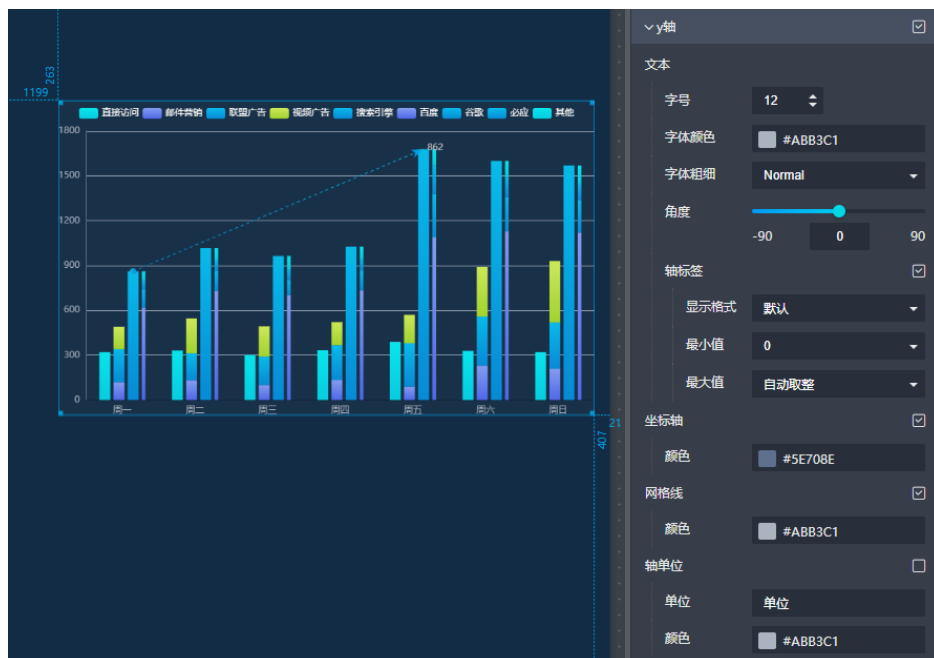 263
1199
直接访问 邮件营销 联盟广告 视频广告 搜索引擎 百度 谷歌 必应 其他
1800
862
1500
1200
900
600
300
0
周一 周二 周三 周四 周五 周六 周日
21
407
y轴
文本
字号 12
字体颜色 #ABB3C1
字体粗细 Normal
角度
-90 0 90
轴标签
显示格式 默认
最小值 0
最大值 自动取整
坐标轴
颜色 #5E708E
网格线
颜色 #ABB3C1
轴单位
单位 单位
颜色 #ABB3C1